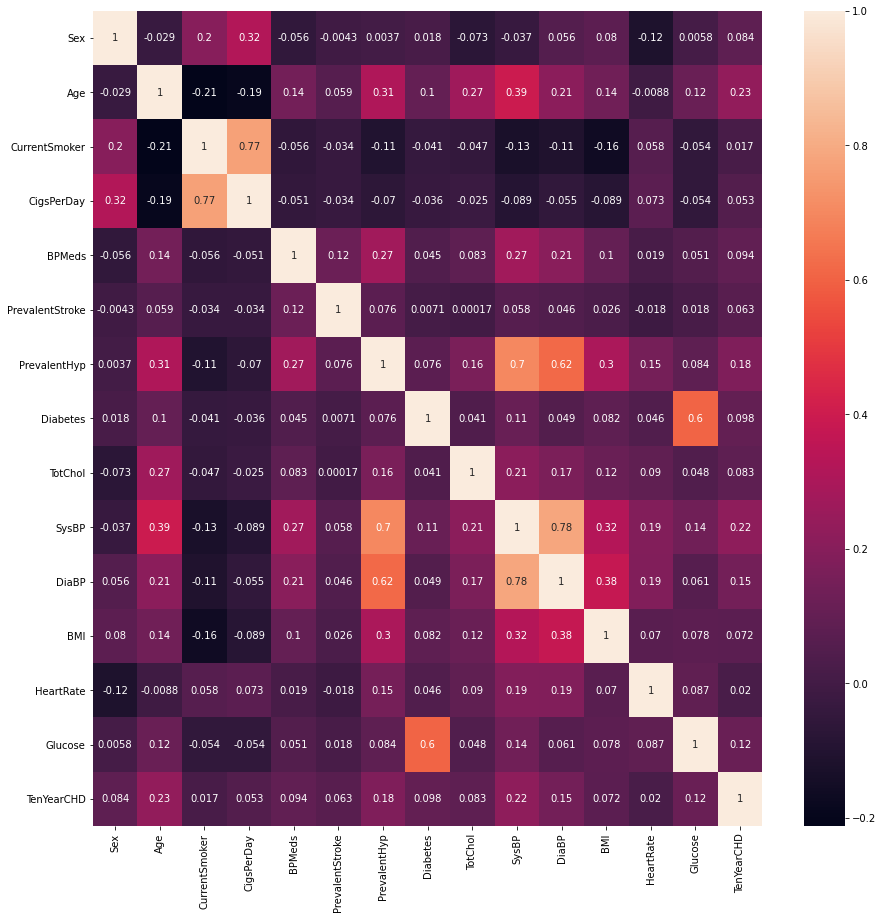 Sex 1 -0.029 0.2 0.32 -0.056 -0.0043 0.0037 0.018 -0.073 -0.037 0.056 0.08 -0.12 0.0058 0.084
Age -0.029 1 -0.21 -0.19 0.14 0.059 0.31 0.1 0.27 0.39 0.21 0.14 -0.0088 0.12 0.23
CurrentSmoker 0.2 -0.21 1 0.77 -0.056 -0.034 -0.11 -0.041 -0.047 -0.13 -0.11 -0.16 0.058 -0.054 0.017
CigsPerDay 0.32 -0.19 0.77 1 -0.051 -0.034 -0.07 -0.036 -0.025 -0.089 -0.055 -0.089 0.073 -0.054 0.053
BPMeds -0.056 0.14 -0.056 -0.051 1 0.12 0.27 0.045 0.083 0.27 0.21 0.1 0.019 0.051 0.094
PrevalentStroke -0.0043 0.059 -0.034 -0.034 0.12 1 0.076 0.0071 0.00017 0.058 0.046 0.026 -0.018 0.018 0.063
PrevalentHyp 0.0037 0.31 -0.11 -0.07 0.27 0.076 1 0.076 0.16 0.7 0.62 0.3 0.15 0.084 0.18
Diabetes 0.018 0.1 -0.041 -0.036 0.045 0.0071 0.076 1 0.041 0.11 0.049 0.082 0.046 0.6 0.098
TotChol -0.073 0.27 -0.047 -0.025 0.083 0.00017 0.16 0.041 1 0.21 0.17 0.12 0.09 0.048 0.083
SysBP -0.037 0.39 -0.13 -0.089 0.27 0.058 0.7 0.11 0.21 1 0.78 0.32 0.19 0.14 0.22
DiaBP 0.056 0.21 -0.11 -0.055 0.21 0.046 0.62 0.049 0.17 0.78 1 0.38 0.19 0.061 0.15
BMI 0.08 0.14 -0.16 -0.089 0.1 0.026 0.3 0.082 0.12 0.32 0.38 1 0.07 0.078 0.072
HeartRate -0.12 -0.0088 0.058 0.073 0.019 -0.018 0.15 0.046 0.09 0.19 0.19 0.07 1 0.087 0.02
Glucose 0.0058 0.12 -0.054 -0.054 0.051 0.018 0.084 0.6 0.048 0.14 0.061 0.078 0.087 1 0.12
TenYearCHD 0.084 0.23 0.017 0.053 0.094 0.063 0.18 0.098 0.083 0.22 0.15 0.072 0.02 0.12 1
Sex Age CurrentSmoker CigsPerDay BPMeds PrevalentStroke PrevalentHyp Diabetes TotChol SysBP DiaBP BMI HeartRate Glucose TenYearCHD
1.0
0.8
0.6
0.4
0.2
0.0
−0.2